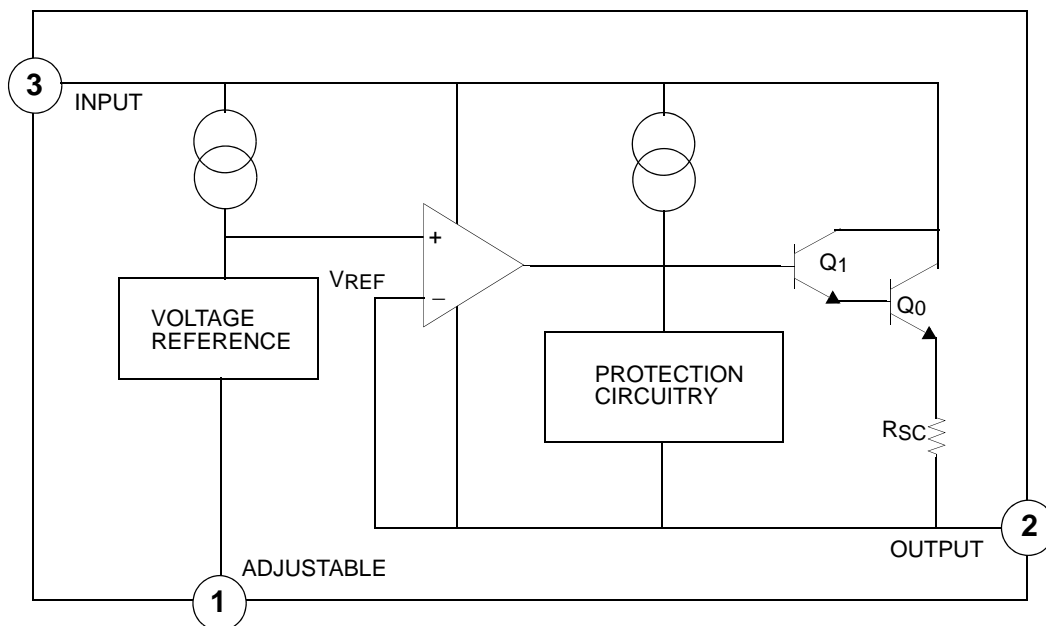 3
INPUT
+
VREF
−
VOLTAGE
REFERENCE
Q1
Q0
PROTECTION
CIRCUITRY
RSC
2
OUTPUT
ADJUSTABLE
1